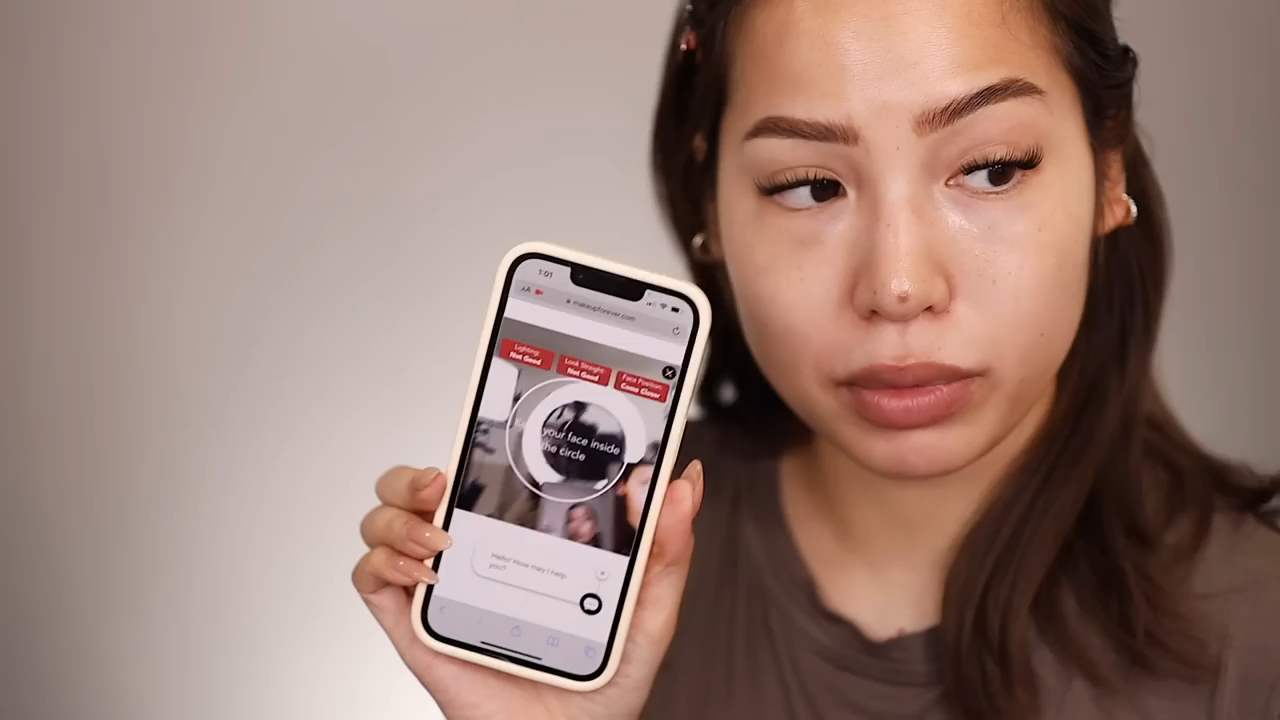 1:01
AA
makeupforever.com
Lighting:
Not Good
Look Straight:
Not Good
Face Position:
Come Closer
your face inside
the circle
Hello! How may I help
you?